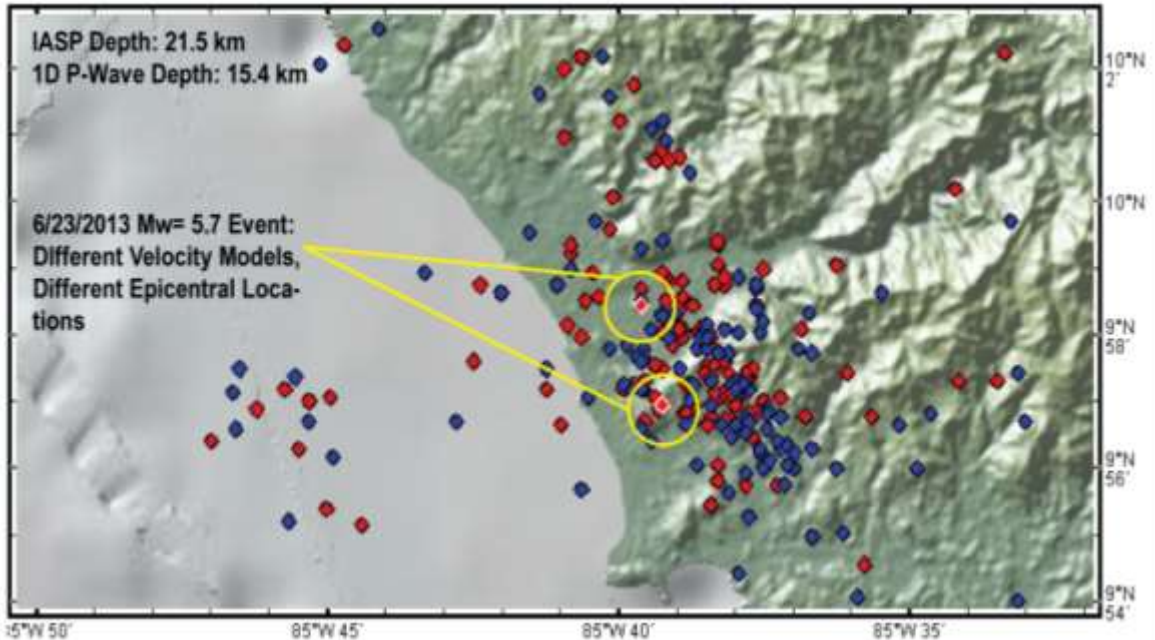 IASP Depth: 21.5 km
1D P-Wave Depth: 15.4 km
6/23/2013 Mw= 5.7 Event:
DIfferent Velocity Models,
Different Epicentral Loca-
tions
10°N
2'
10°N
9°N
58'
9°N
56'
9°N
54'
5°W 50'
85°W 45'
85°W 40'
85°W 35'